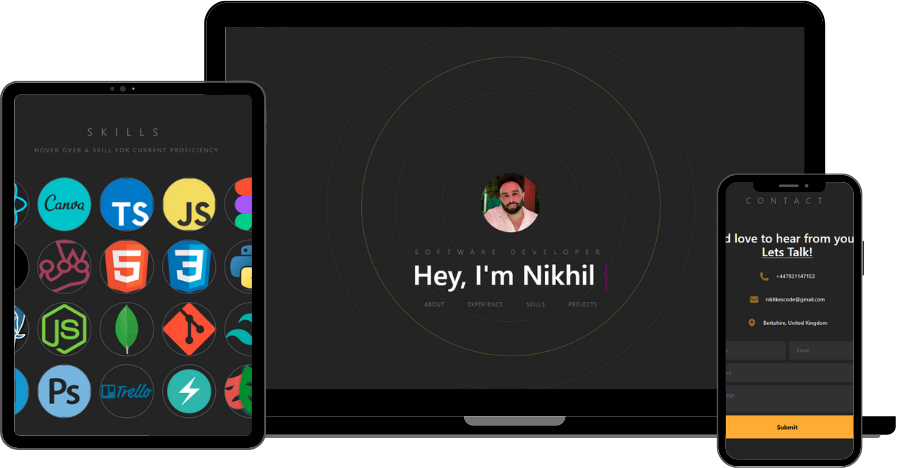 SKILLS
HOVER OVER A SKILL FOR CURRENT PROFICIENCY
Canva
TS
JS
5
3
JS
Ps
Trello
SOFTWARE DEVELOPER
Hey, I'm Nikhil
ABOUT
EXPERIENCE
SKILLS
PROJECTS
CONTACT
d love to hear from you
Lets Talk!
+447931147153
niklikescode@gmail.com
Berkshire, United Kingdom
Email
Submit